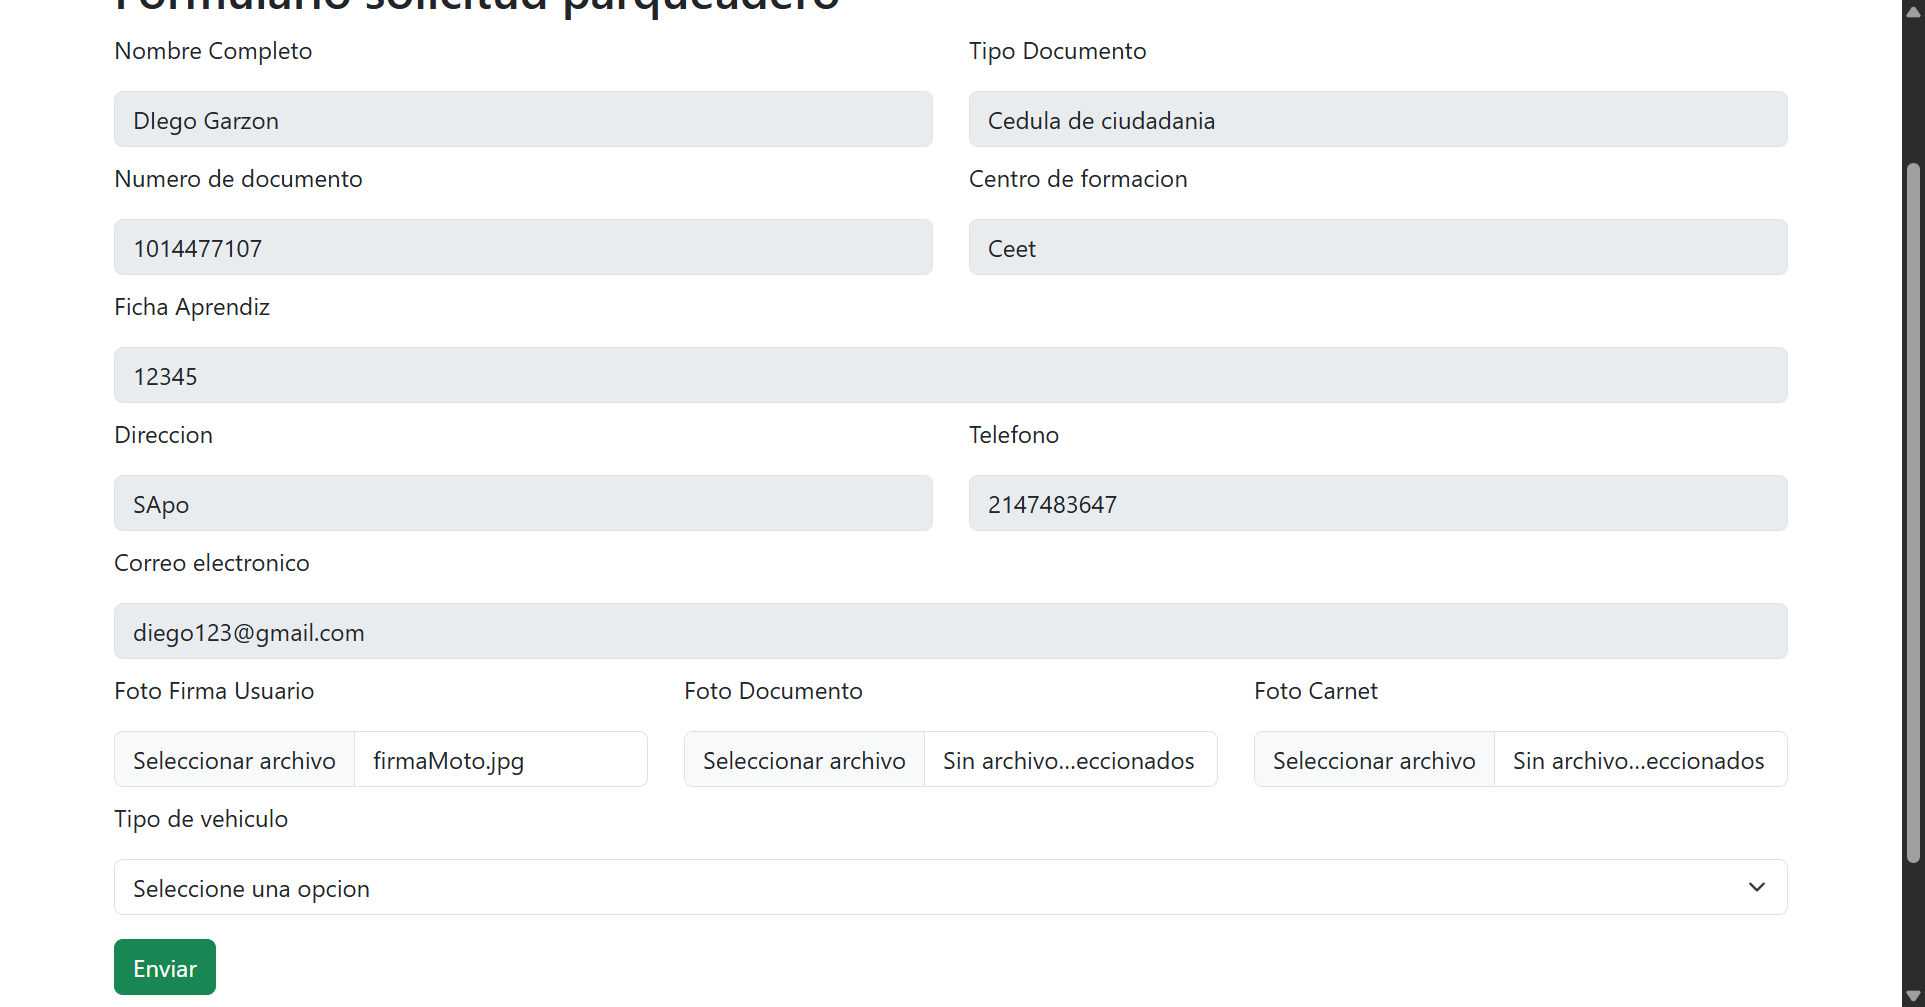 Formulario solicitud parqueadero
Nombre Completo
Tipo Documento
DIego Garzon
Cedula de ciudadania
Numero de documento
Centro de formacion
1014477107
Ceet
Ficha Aprendiz
12345
Direccion
Telefono
SApo
2147483647
Correo electronico
diego123@gmail.com
Foto Firma Usuario
Foto Documento
Foto Carnet
Seleccionar archivo firmaMoto.jpg
Seleccionar archivo Sin archivo...eccionados
Seleccionar archivo Sin archivo...eccionados
Tipo de vehiculo
Seleccione una opcion
Enviar